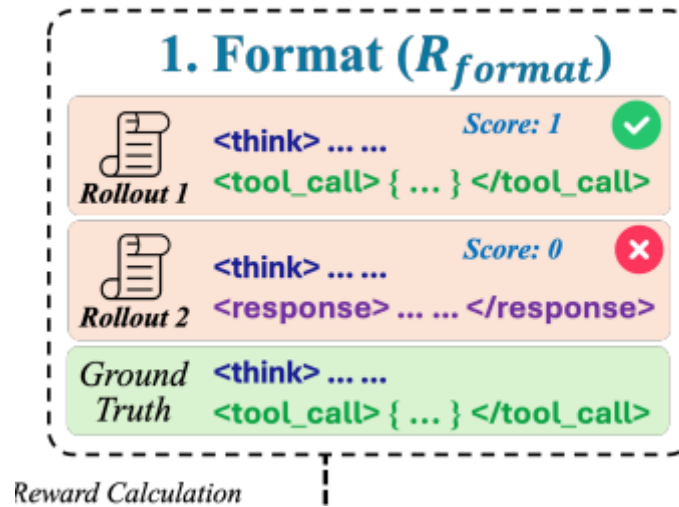 1. Format (R_format)
Score: 1
<think> ... ...
Rollout 1
<tool_call> { ... } </tool_call>
Score: 0
<think> ... ...
Rollout 2
<response> ... ... </response>
Ground Truth
<think> ... ...
<tool_call> { ... } </tool_call>
Reward Calculation